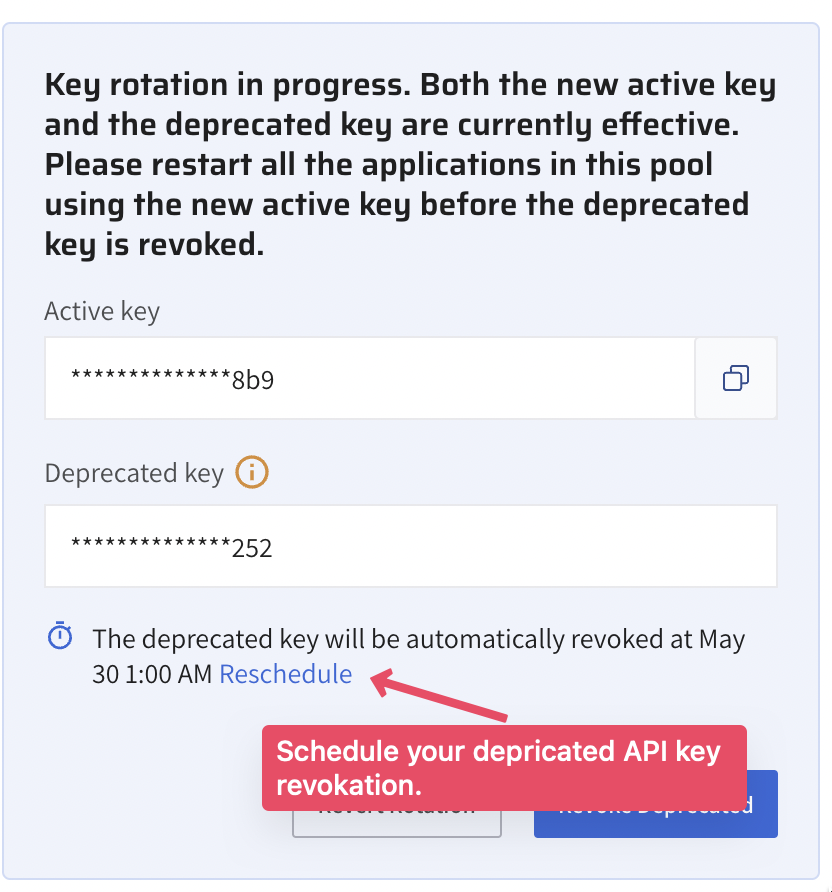 Key rotation in progress. Both the new active key
and the deprecated key are currently effective.
Please restart all the applications in this pool
using the new active key before the deprecated
key is revoked.
Active key
**************8b9
Deprecated key
**************252
The deprecated key will be automatically revoked at May
30 1:00 AM Reschedule
Schedule your depricated API key
revokation.
Revert Rotation
Revoke Deprecated